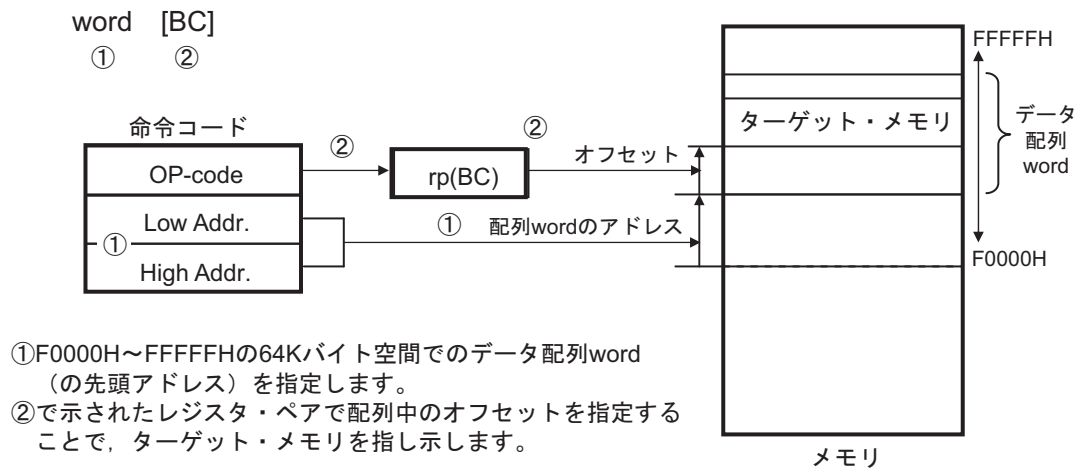 word [BC]
① ②
命令コード
OP-code
Low Addr.
①
High Addr.
②
rp(BC)
②
オフセット
① 配列wordのアドレス
ターゲット・メモリ
FFFFFH
データ
配列
word
F0000H
メモリ
①F0000H～FFFFFHの64Kバイト空間でのデータ配列word
（の先頭アドレス）を指定します。
②で示されたレジスタ・ペアで配列中のオフセットを指定する
ことで，ターゲット・メモリを指し示します。